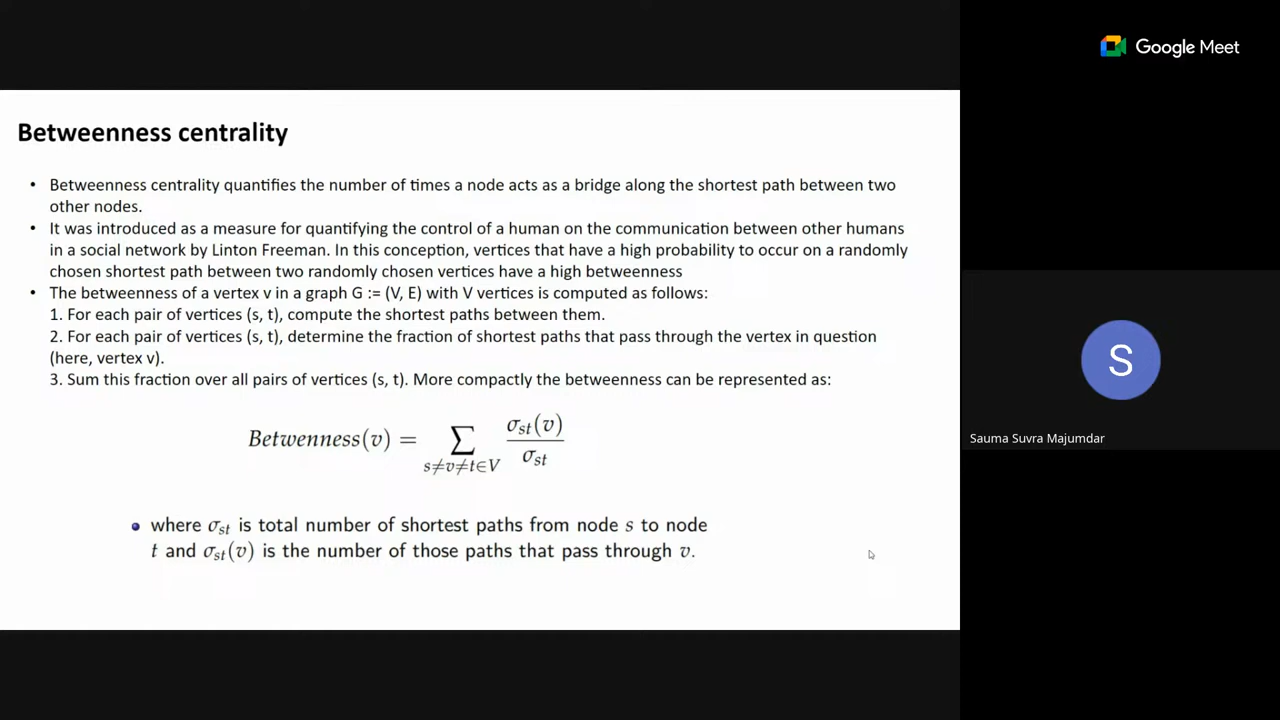 Google Meet
Betweenness centrality
• Betweenness centrality quantifies the number of times a node acts as a bridge along the shortest path between two
other nodes.
• It was introduced as a measure for quantifying the control of a human on the communication between other humans
in a social network by Linton Freeman. In this conception, vertices that have a high probability to occur on a randomly
chosen shortest path between two randomly chosen vertices have a high betweenness
• The betweenness of a vertex v in a graph G := (V, E) with V vertices is computed as follows:
1. For each pair of vertices (s, t), compute the shortest paths between them.
2. For each pair of vertices (s, t), determine the fraction of shortest paths that pass through the vertex in question
(here, vertex v).
3. Sum this fraction over all pairs of vertices (s, t). More compactly the betweenness can be represented as:
Betwenness(v) = ∑_{s≠v≠t∈V} σ_{st}(v) / σ_{st}
• where σ_{st} is total number of shortest paths from node s to node
t and σ_{st}(v) is the number of those paths that pass through v.
S
Sauma Suvra Majumdar